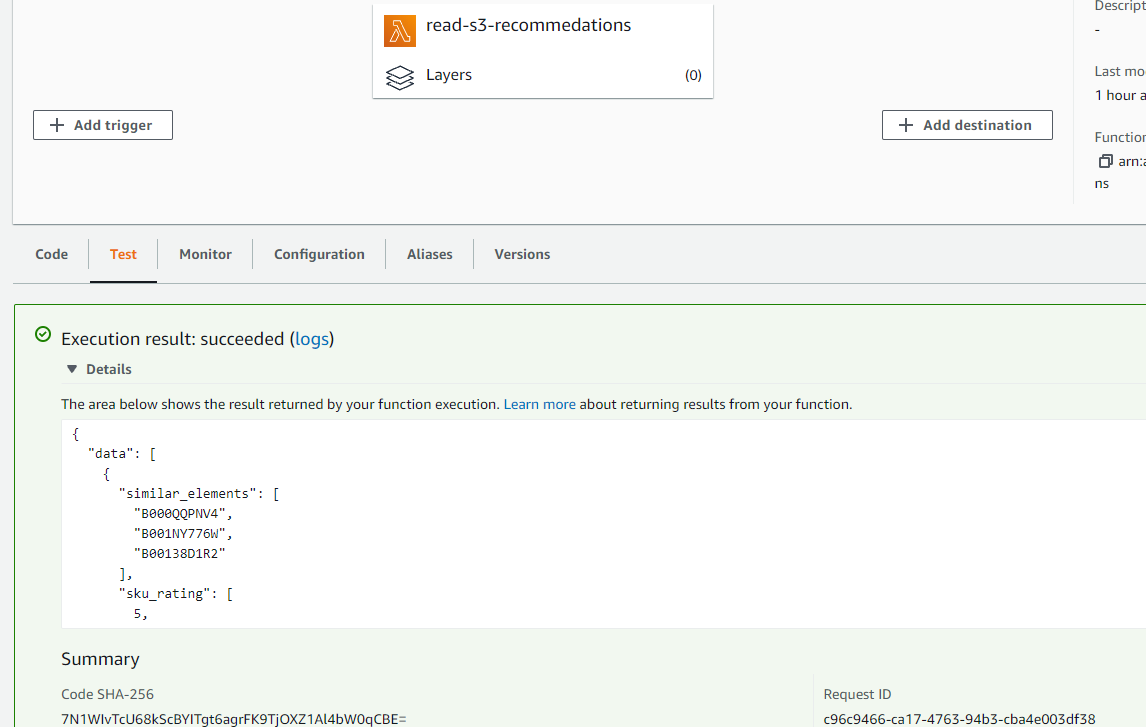 read-s3-recommedations
Layers
(0)
Add trigger
Add destination
Descript
-
Last mo
1 hour a
Function
arn:a
ns
Code
Test
Monitor
Configuration
Aliases
Versions
Execution result: succeeded (logs)
Details
The area below shows the result returned by your function execution. Learn more about returning results from your function.
{
"data": [
{
"similar_elements": [
"B000QQPNV4",
"B001NY776W",
"B00138D1R2"
],
"sku_rating": [
5,
Summary
Code SHA-256
7N1WIvTcU68kScBYITgt6agrFK9TjOXZ1Al4bW0qCBE=
Request ID
c96c9466-ca17-4763-94b3-cba4e003df38